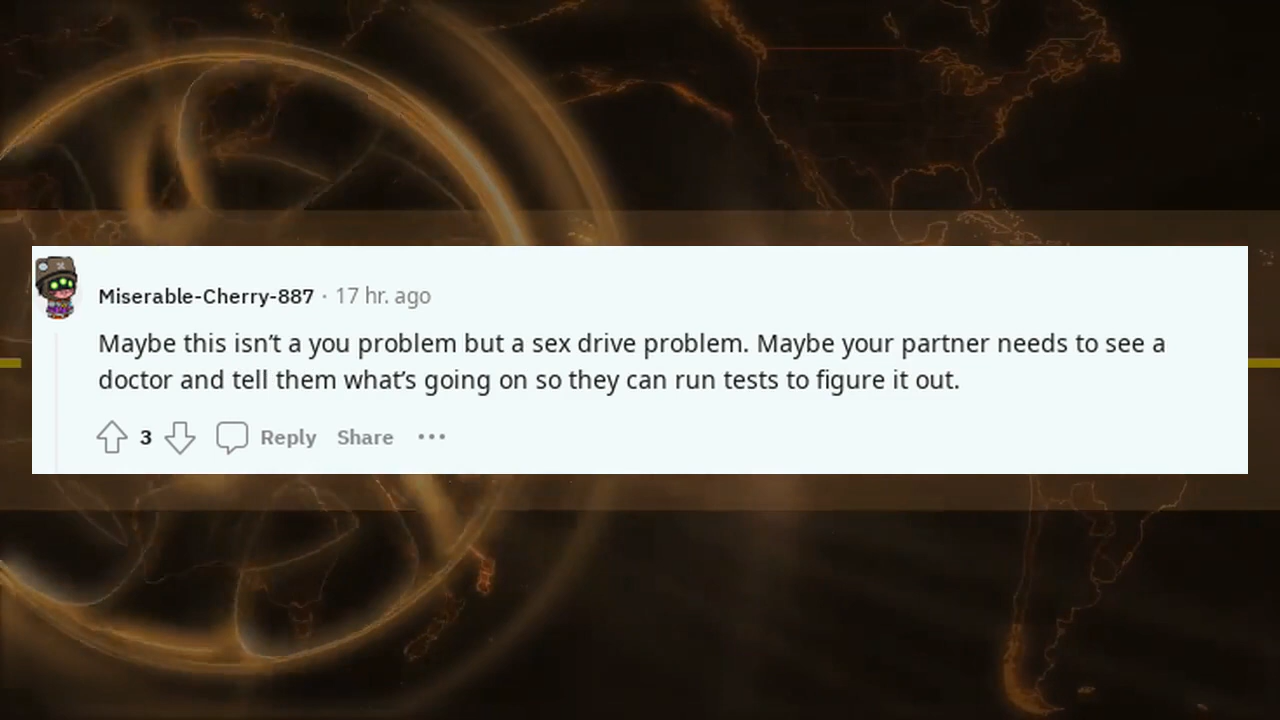 Miserable-Cherry-887 · 17 hr. ago
Maybe this isn’t a you problem but a sex drive problem. Maybe your partner needs to see a
doctor and tell them what’s going on so they can run tests to figure it out.
3 Reply Share ···